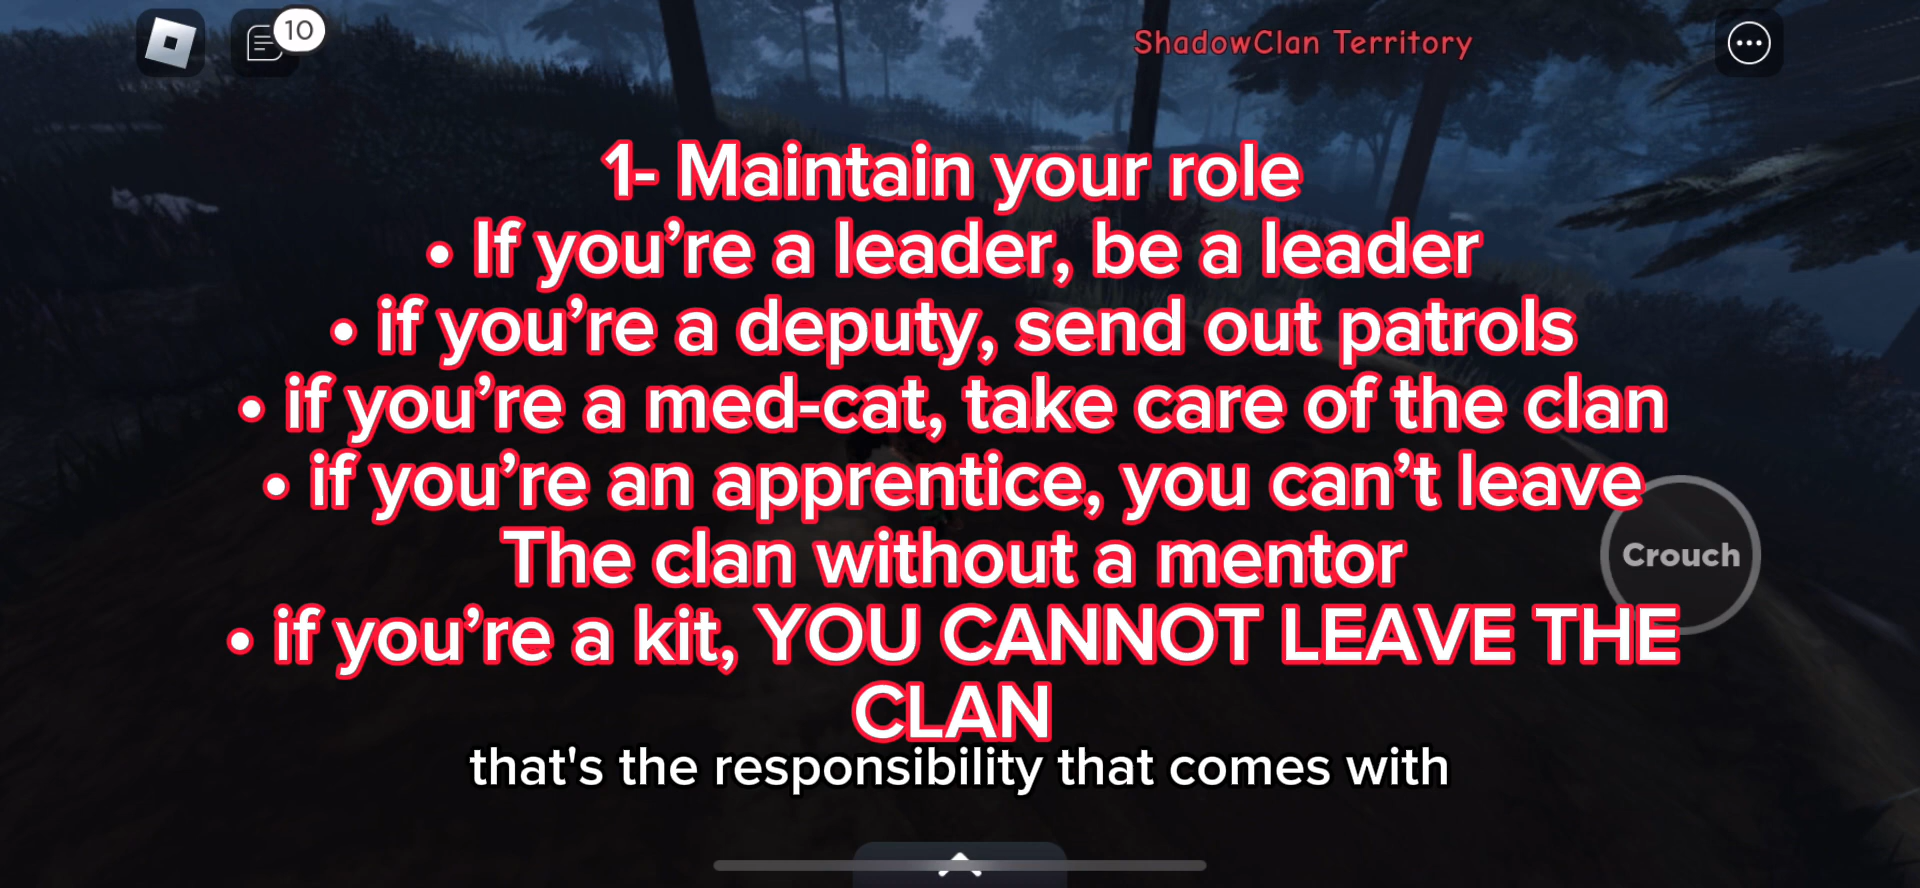 10
ShadowClan Territory
1- Maintain your role
• If you’re a leader, be a leader
• if you’re a deputy, send out patrols
• if you’re a med-cat, take care of the clan
• if you’re an apprentice, you can’t leave
The clan without a mentor
Crouch
• if you’re a kit, YOU CANNOT LEAVE THE
CLAN
that's the responsibility that comes with